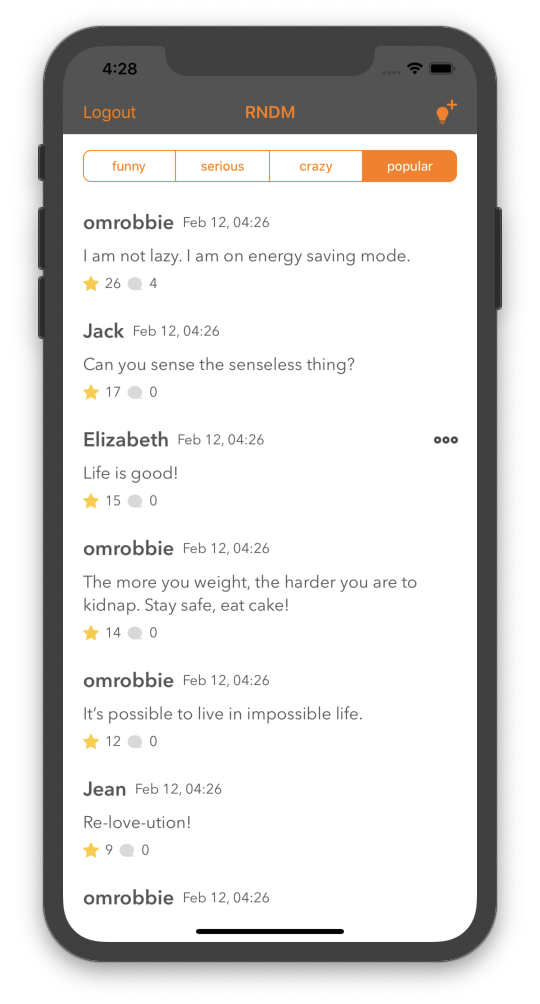 4:28
Logout RNDM
funny serious crazy popular
omrobbie Feb 12, 04:26
I am not lazy. I am on energy saving mode.
26 4
Jack Feb 12, 04:26
Can you sense the senseless thing?
17 0
Elizabeth Feb 12, 04:26
Life is good!
15 0
omrobbie Feb 12, 04:26
The more you weight, the harder you are to
kidnap. Stay safe, eat cake!
14 0
omrobbie Feb 12, 04:26
It’s possible to live in impossible life.
12 0
Jean Feb 12, 04:26
Re-love-ution!
9 0
omrobbie Feb 12, 04:26